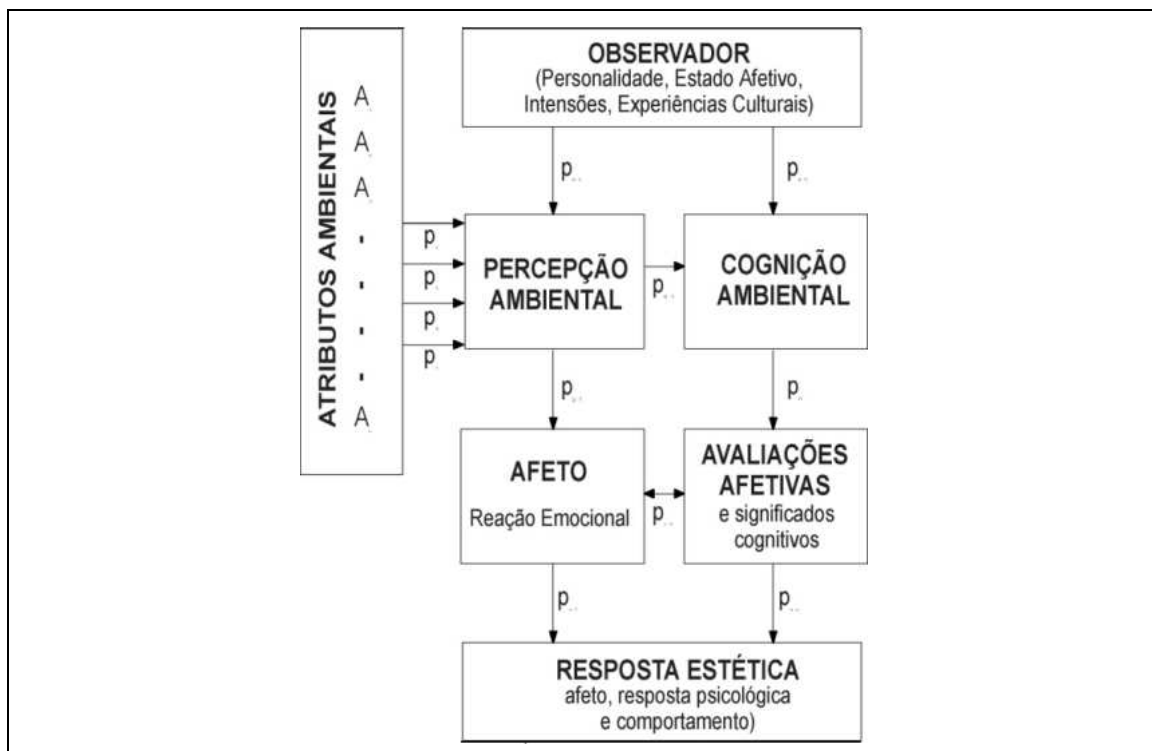 OBSERVADOR
(Personalidade, Estado Afetivo,
Intensões, Experiências Culturais)
ATRIBUTOS AMBIENTAIS
A
A
A
A
p
p
p
p
p
p
p
PERCEPÇÃO
AMBIENTAL
COGNIÇÃO
AMBIENTAL
p
p
AFETO
Reação Emocional
p
AVALIAÇÕES
AFETIVAS
e significados
cognitivos
p
p
RESPOSTA ESTÉTICA
afeto, resposta psicológica
e comportamento)